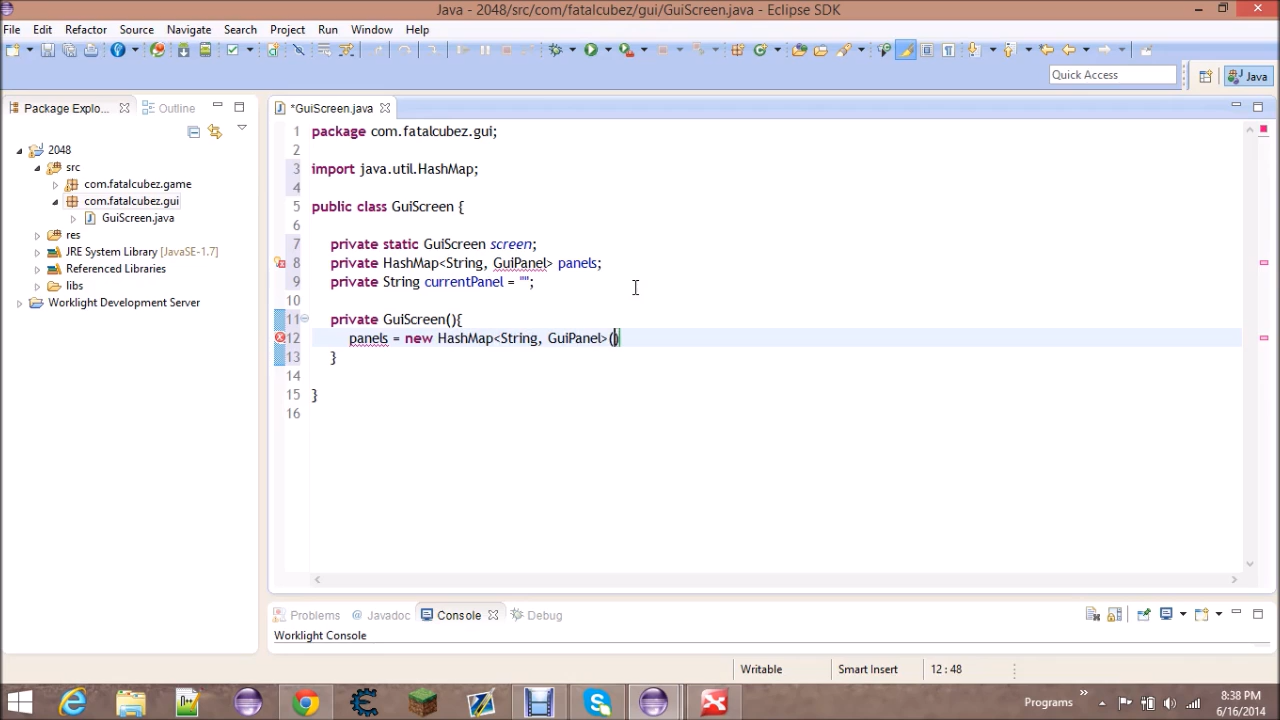 Java - 2048/src/com/fatalcubez/gui/GuiScreen.java - Eclipse SDK
File Edit Refactor Source Navigate Search Project Run Window Help
Quick Access
Java
Package Explo...
Outline
*GuiScreen.java
2048
src
com.fatalcubez.game
com.fatalcubez.gui
GuiScreen.java
res
JRE System Library [JavaSE-1.7]
Referenced Libraries
libs
Worklight Development Server
1 package com.fatalcubez.gui;
2
3 import java.util.HashMap;
4
5 public class GuiScreen {
6
7 private static GuiScreen screen;
8 private HashMap<String, GuiPanel> panels;
9 private String currentPanel = "";
10
11 private GuiScreen(){
12 panels = new HashMap<String, GuiPanel>()
13 }
14
15 }
16
Problems Javadoc Console Debug
Worklight Console
Writable Smart Insert 12 : 48
Programs
8:38 PM
6/16/2014